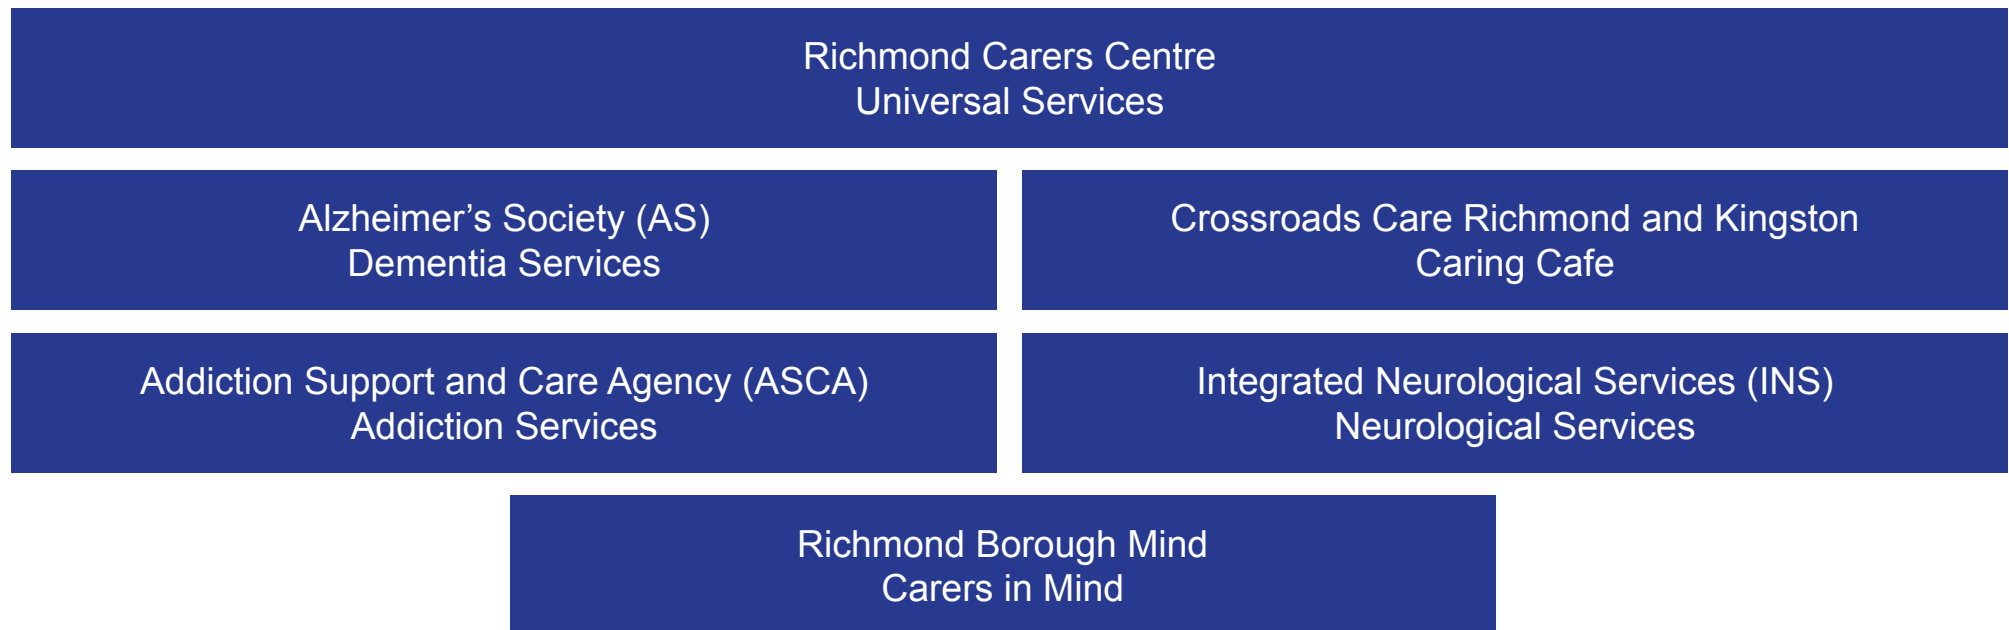 Richmond Carers Centre
Universal Services
Alzheimer’s Society (AS)
Dementia Services
Crossroads Care Richmond and Kingston
Caring Cafe
Addiction Support and Care Agency (ASCA)
Addiction Services
Integrated Neurological Services (INS)
Neurological Services
Richmond Borough Mind
Carers in Mind